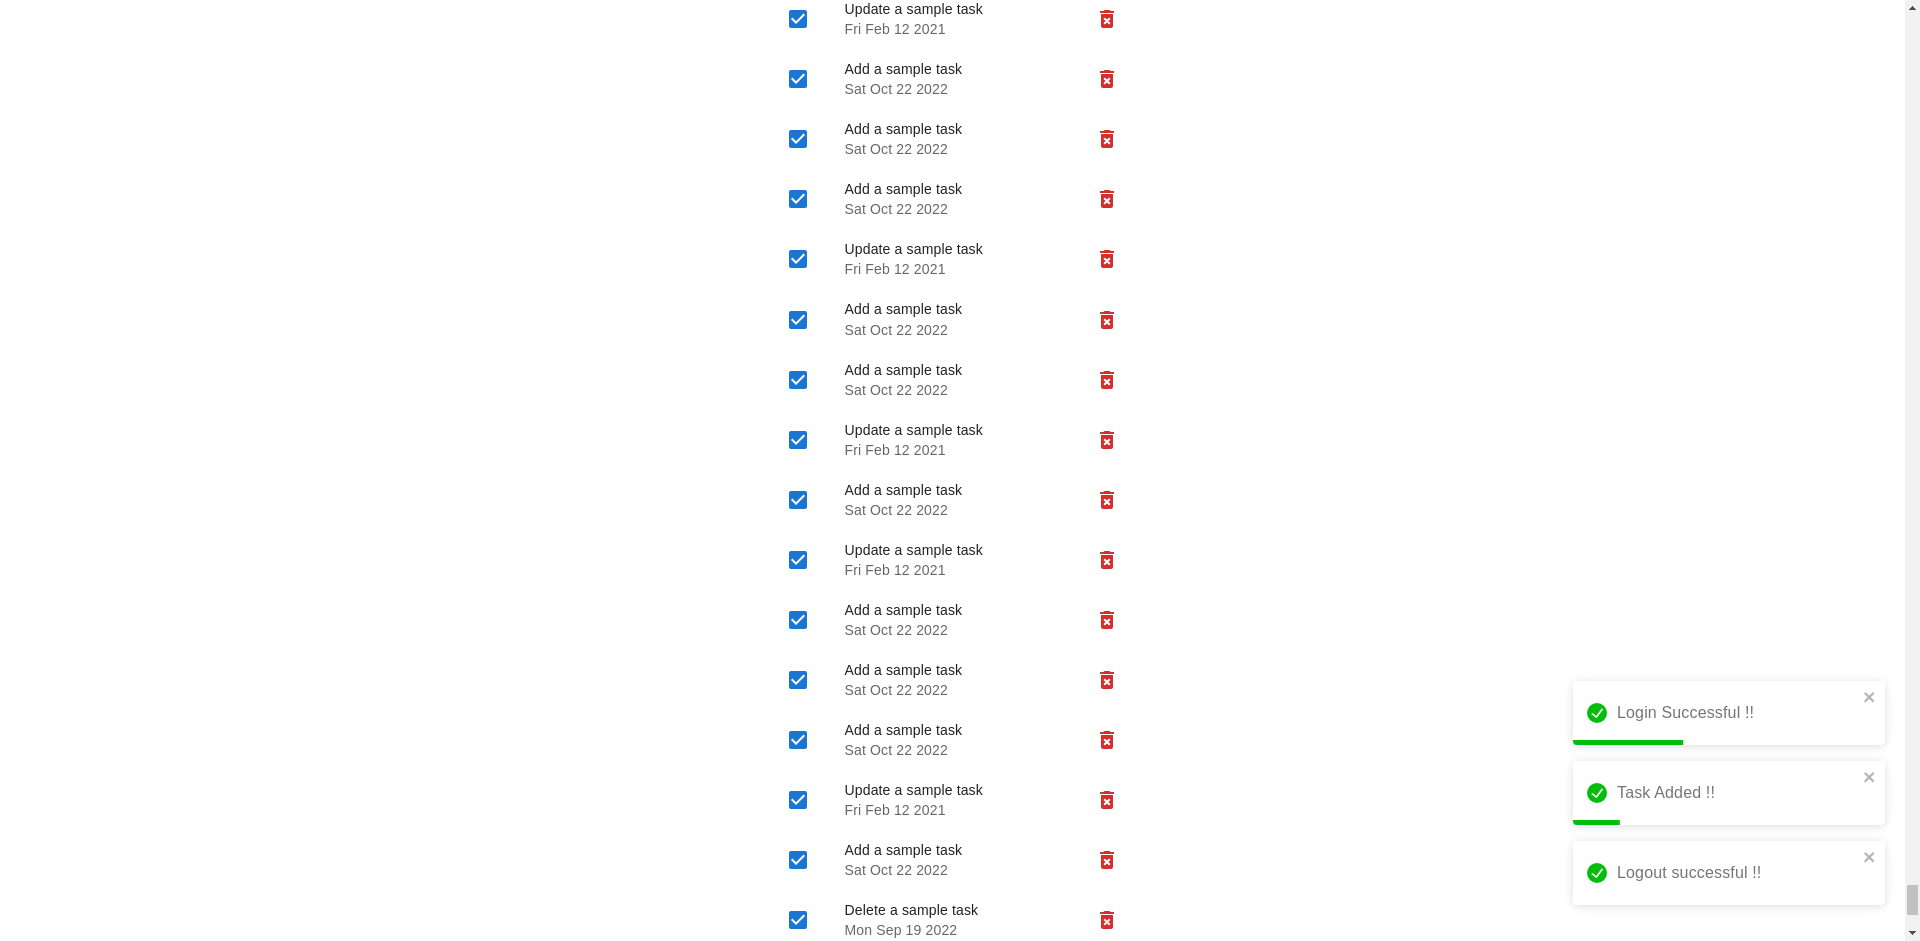 Update a sample task
Fri Feb 12 2021
Add a sample task
Sat Oct 22 2022
Add a sample task
Sat Oct 22 2022
Add a sample task
Sat Oct 22 2022
Update a sample task
Fri Feb 12 2021
Add a sample task
Sat Oct 22 2022
Add a sample task
Sat Oct 22 2022
Update a sample task
Fri Feb 12 2021
Add a sample task
Sat Oct 22 2022
Update a sample task
Fri Feb 12 2021
Add a sample task
Sat Oct 22 2022
Add a sample task
Sat Oct 22 2022
Add a sample task
Sat Oct 22 2022
Update a sample task
Fri Feb 12 2021
Add a sample task
Sat Oct 22 2022
Delete a sample task
Mon Sep 19 2022
Login Successful !!
Task Added !!
Logout successful !!